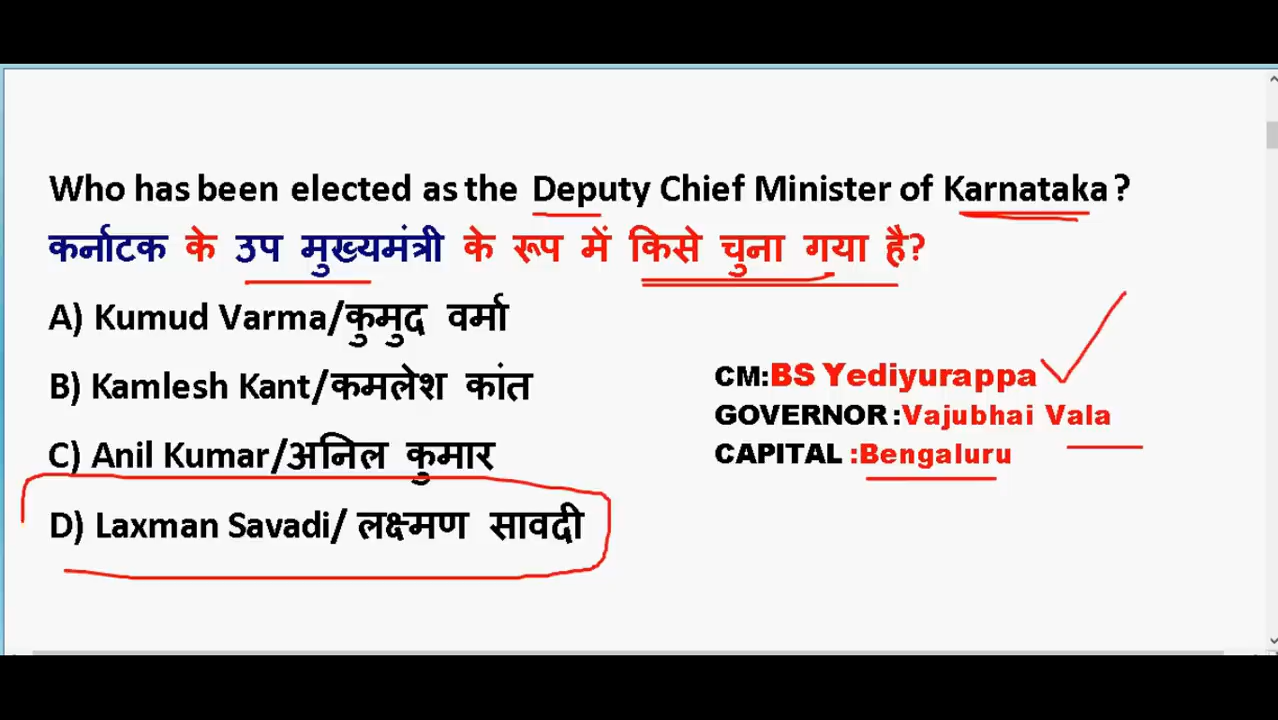 Who has been elected as the Deputy Chief Minister of Karnataka?
कर्नाटक के उप मुख्यमंत्री के रूप में किसे चुना गया है?
A) Kumud Varma/कुमुद वर्मा
B) Kamlesh Kant/कमलेश कांत
C) Anil Kumar/अनिल कुमार
D) Laxman Savadi/ लक्ष्मण सावदी
CM:BS Yediyurappa
GOVERNOR :Vajubhai Vala
CAPITAL :Bengaluru